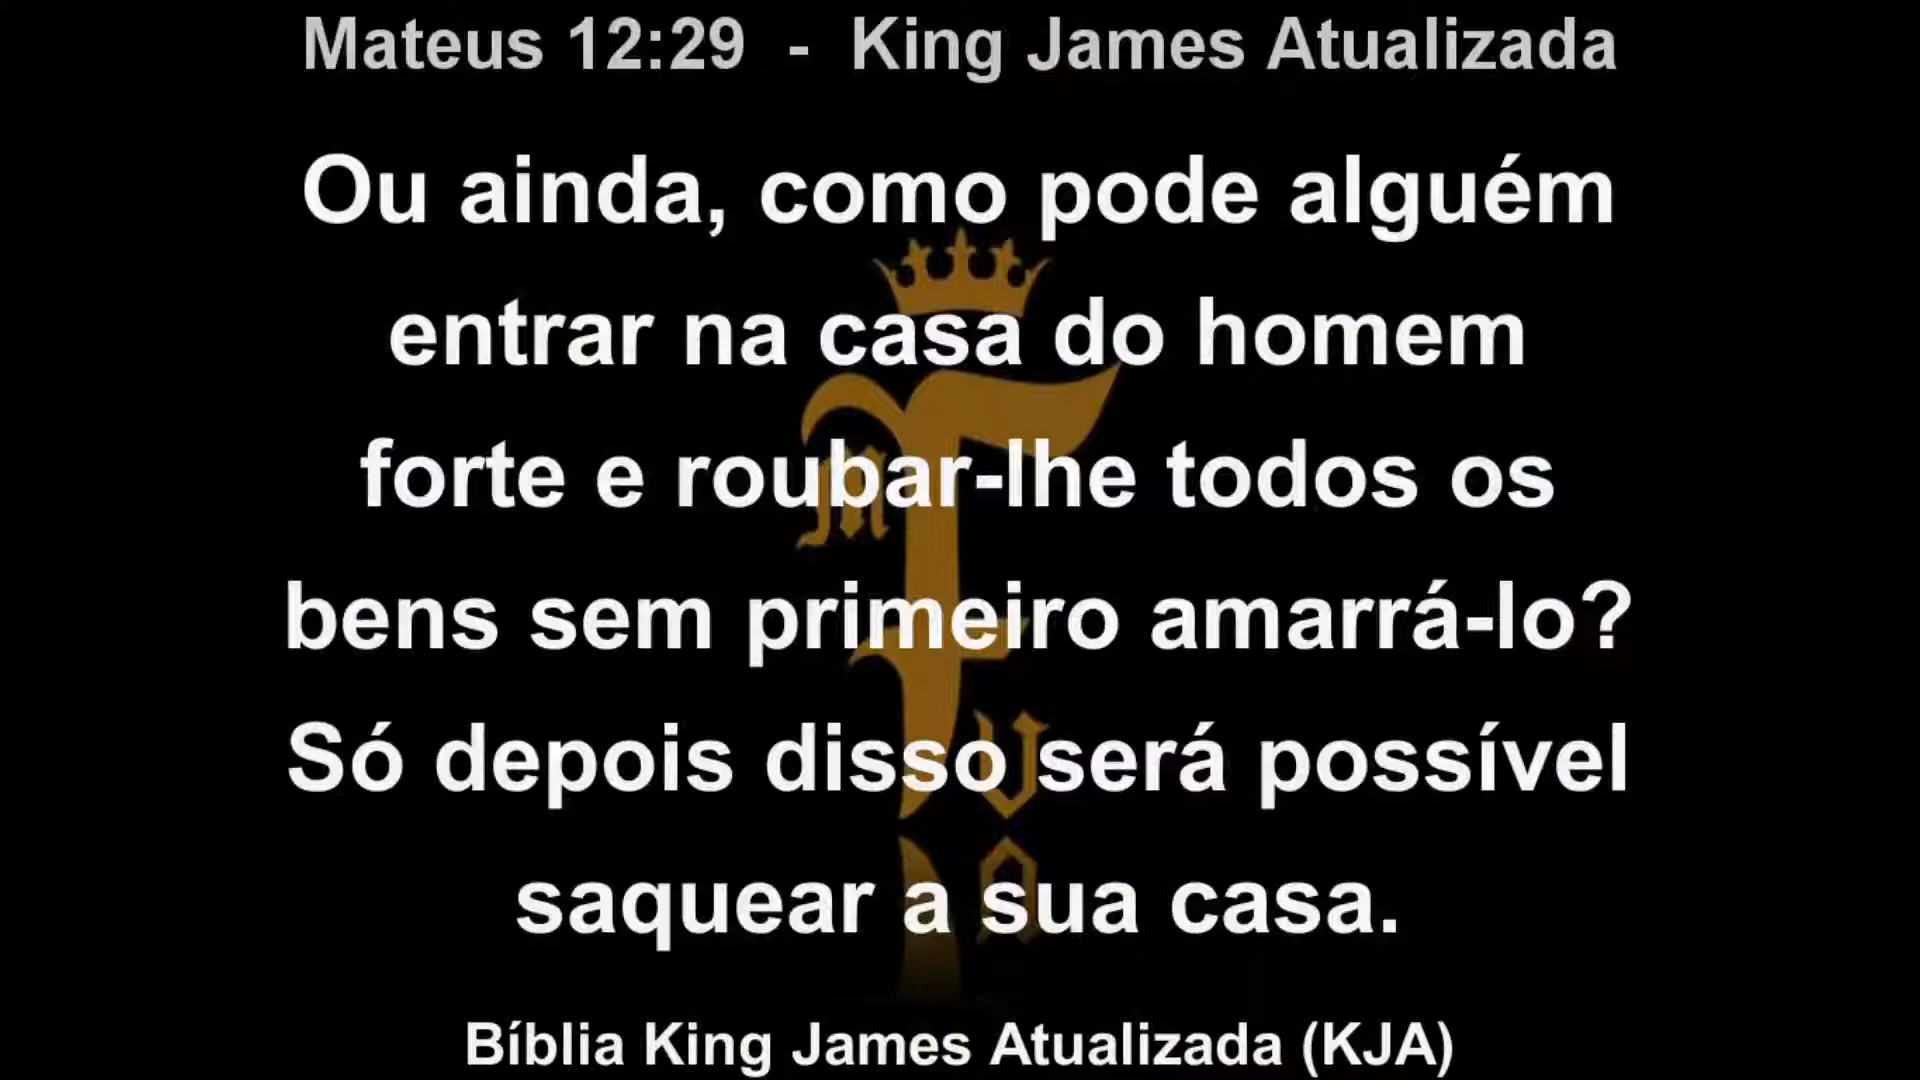 Mateus 12:29 - King James Atualizada
Ou ainda, como pode alguém
entrar na casa do homem
forte e roubar-lhe todos os
bens sem primeiro amarrá-lo?
Só depois disso será possível
saquear a sua casa.
Bíblia King James Atualizada (KJA)